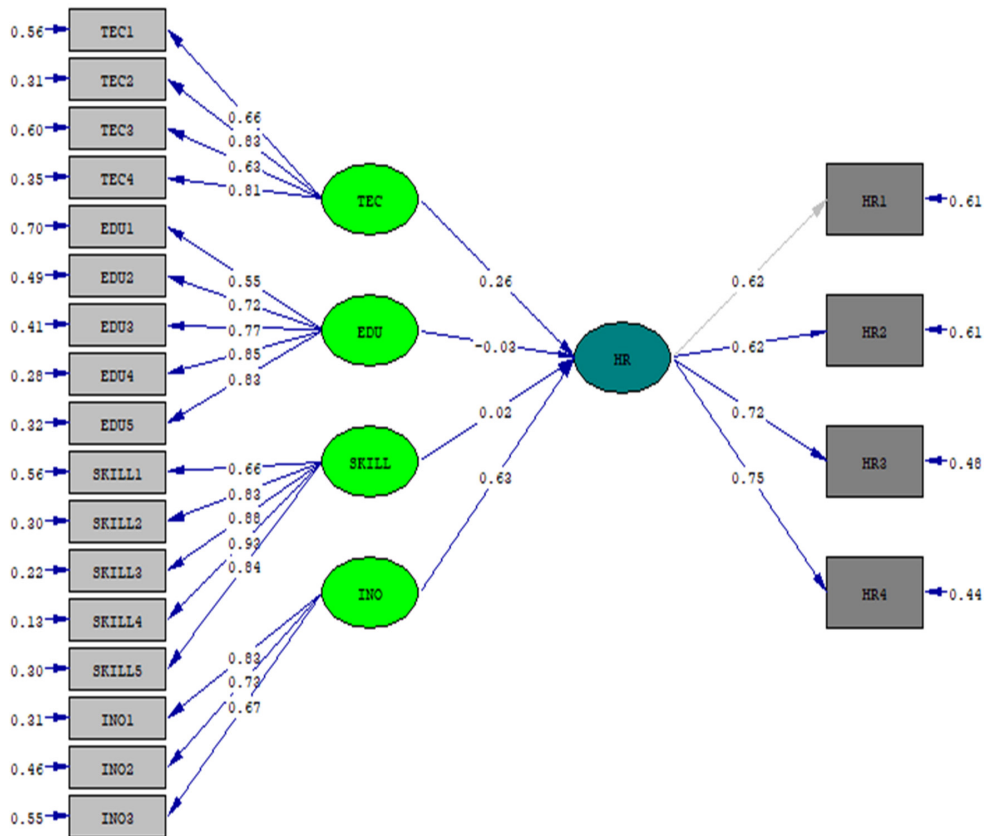 0.56 TEC1
0.31 TEC2
0.60 TEC3
0.35 TEC4
0.70 EDU1
0.49 EDU2
0.41 EDU3
0.28 EDU4
0.32 EDU5
0.56 SKILL1
0.30 SKILL2
0.22 SKILL3
0.13 SKILL4
0.30 SKILL5
0.31 INO1
0.46 INO2
0.55 INO3
0.66
0.83
0.63
0.81
0.55
0.72
0.77
0.85
0.83
0.66
0.83
0.88
0.93
0.84
0.83
0.73
0.67
TEC
EDU
SKILL
INO
0.26
-0.03
0.02
0.63
HR
0.62
0.62
0.72
0.75
HR1 0.61
HR2 0.61
HR3 0.48
HR4 0.44